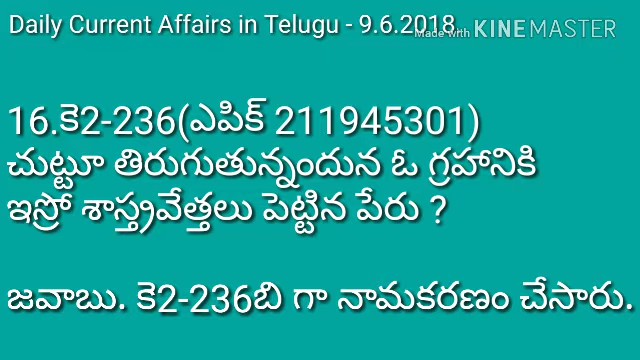 Daily Current Affairs in Telugu - 9.6.2018
Made with KINEMASTER
16.కె2-236(ఎపిక్ 211945301)
చుట్టూ తిరుగుతున్నందున ఓ గ్రహానికి
ఇస్రో శాస్త్రవేత్తలు పెట్టిన పేరు ?
జవాబు. కె2-236బి గా నామకరణం చేసారు.